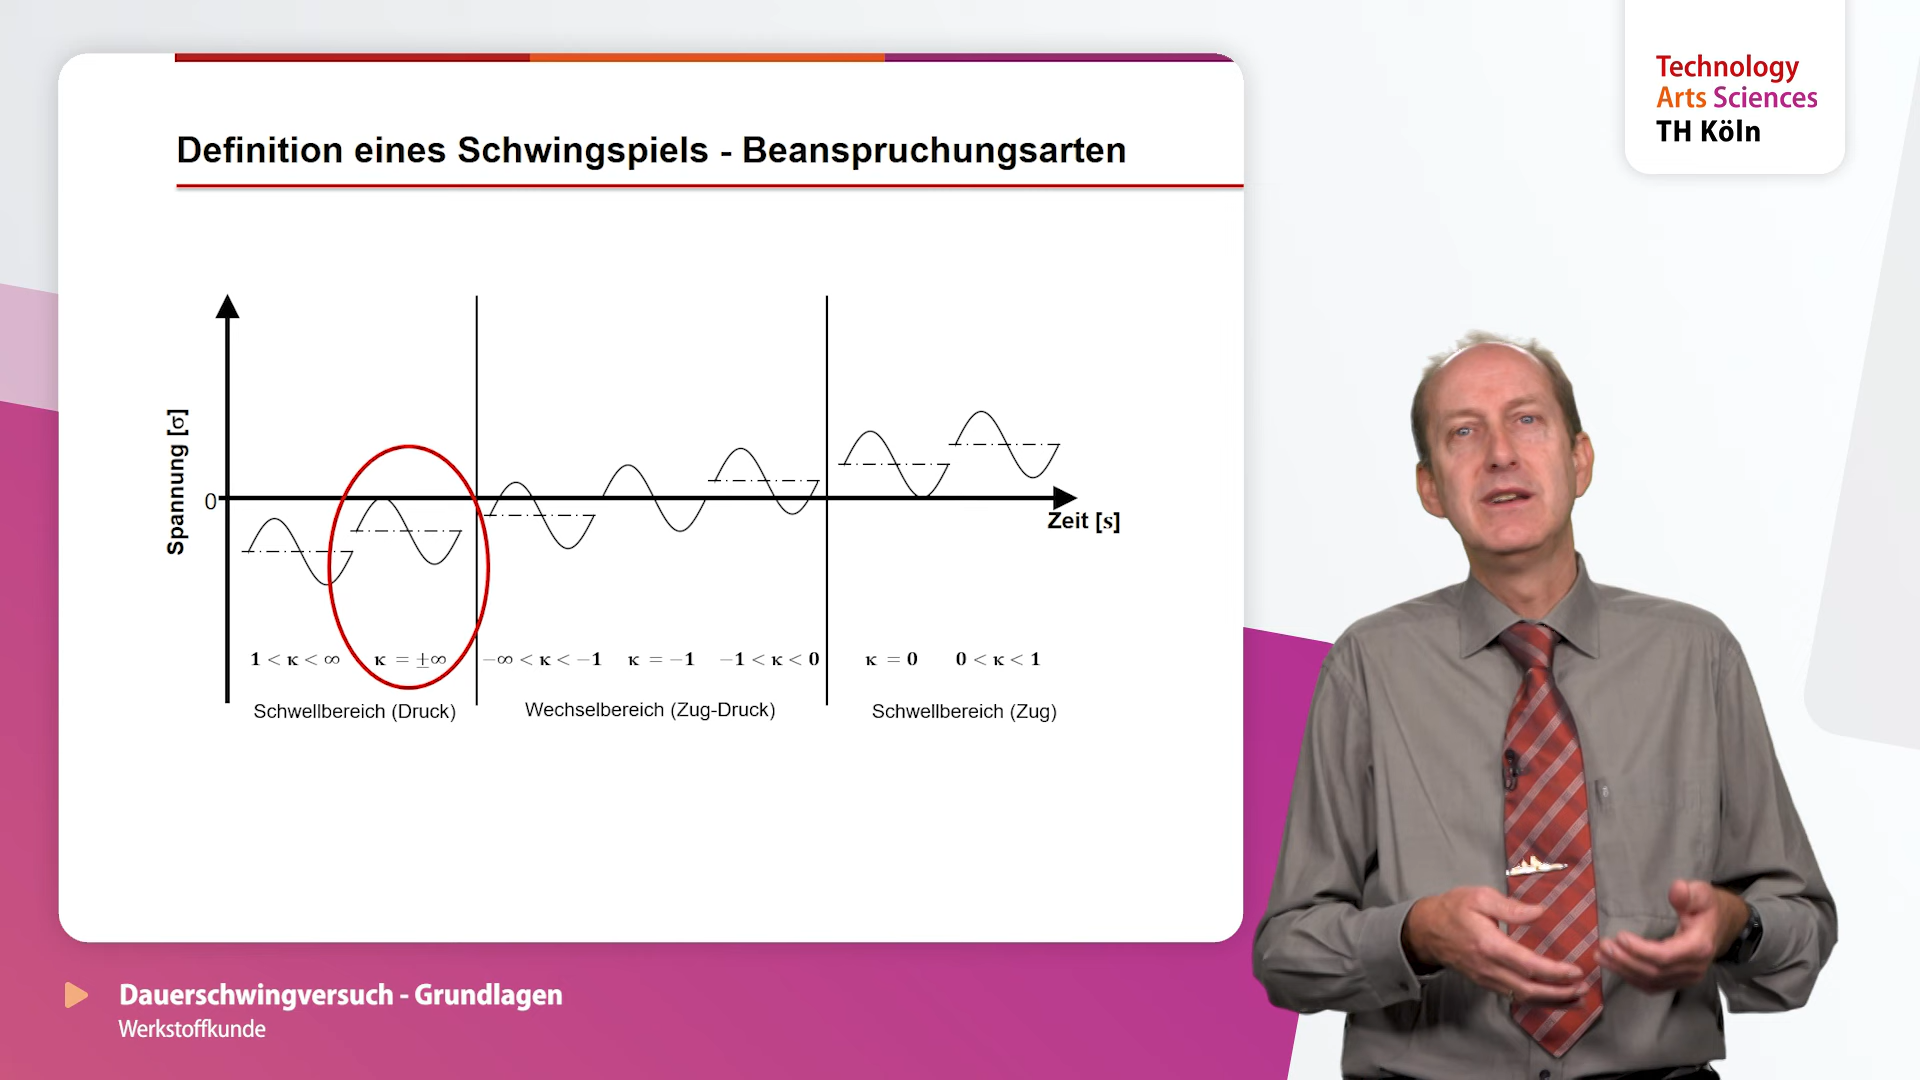 Technology
Arts Sciences
TH Köln
Definition eines Schwingspiels - Beanspruchungsarten
Spannung [σ]
0
Zeit [s]
1 < κ < ∞
κ = ±∞
−∞ < κ < −1
κ = −1
−1 < κ < 0
κ = 0
0 < κ < 1
Schwellbereich (Druck)
Wechselbereich (Zug-Druck)
Schwellbereich (Zug)
Dauerschwingversuch - Grundlagen
Werkstoffkunde